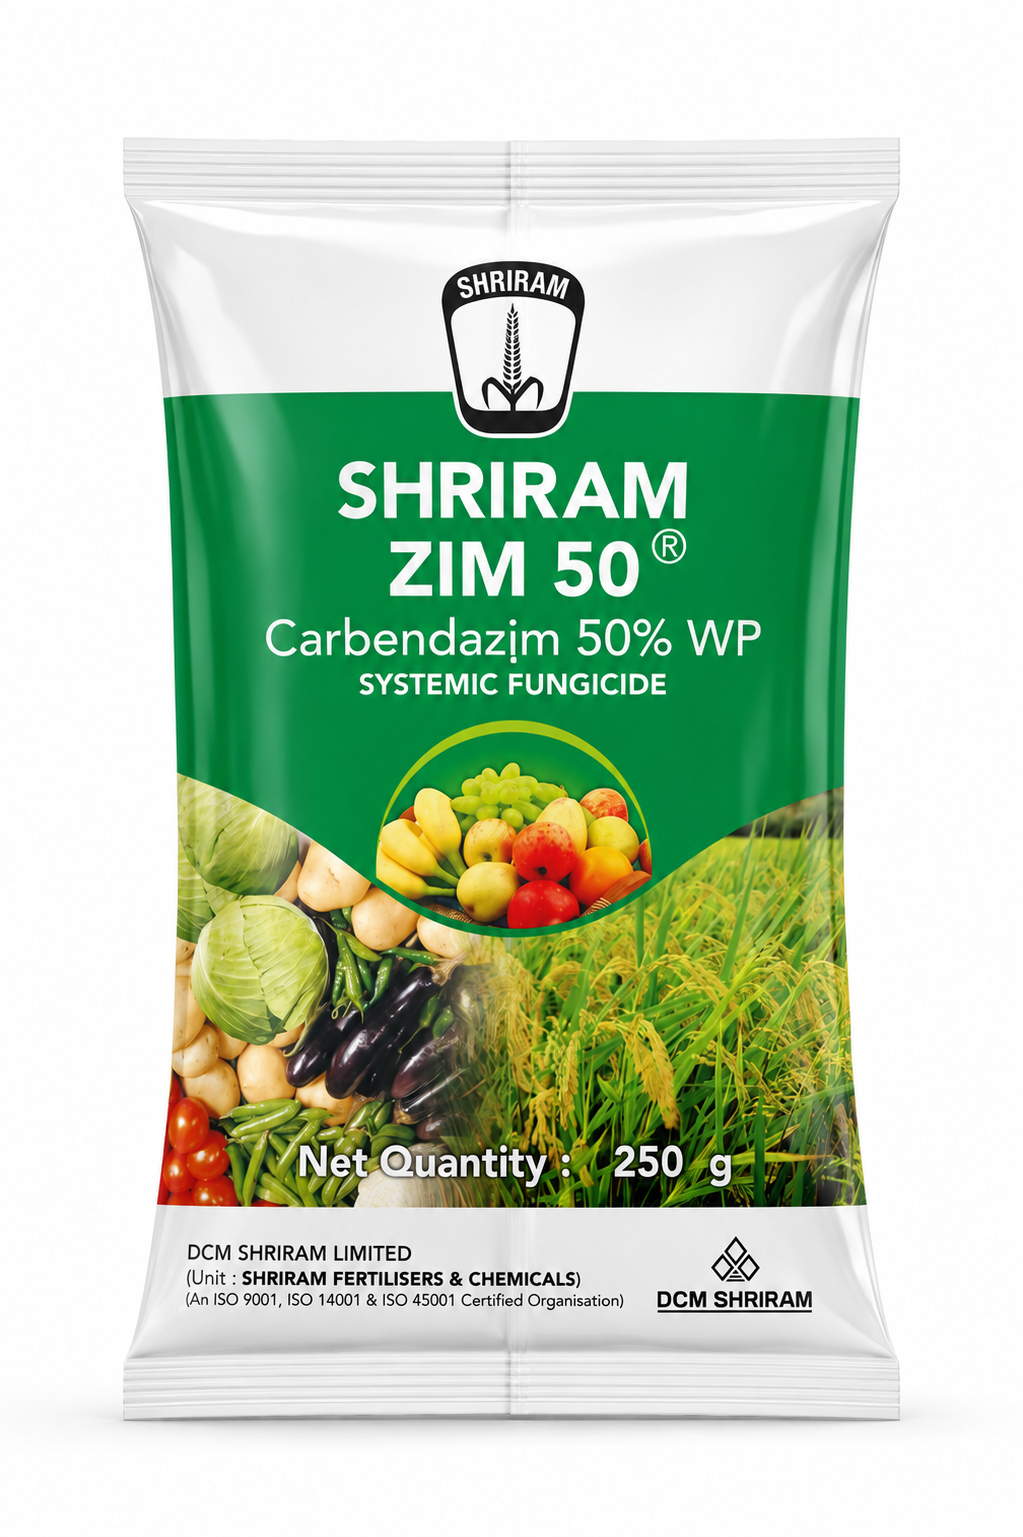 SHRIRAM
SHRIRAM
ZIM 50 ®
Carbendazim 50% WP
SYSTEMIC FUNGICIDE
Net Quantity : 250 g
DCM SHRIRAM LIMITED
(Unit : SHRIRAM FERTILISERS & CHEMICALS)
(An ISO 9001, ISO 14001 & ISO 45001 Certified Organisation)
DCM SHRIRAM